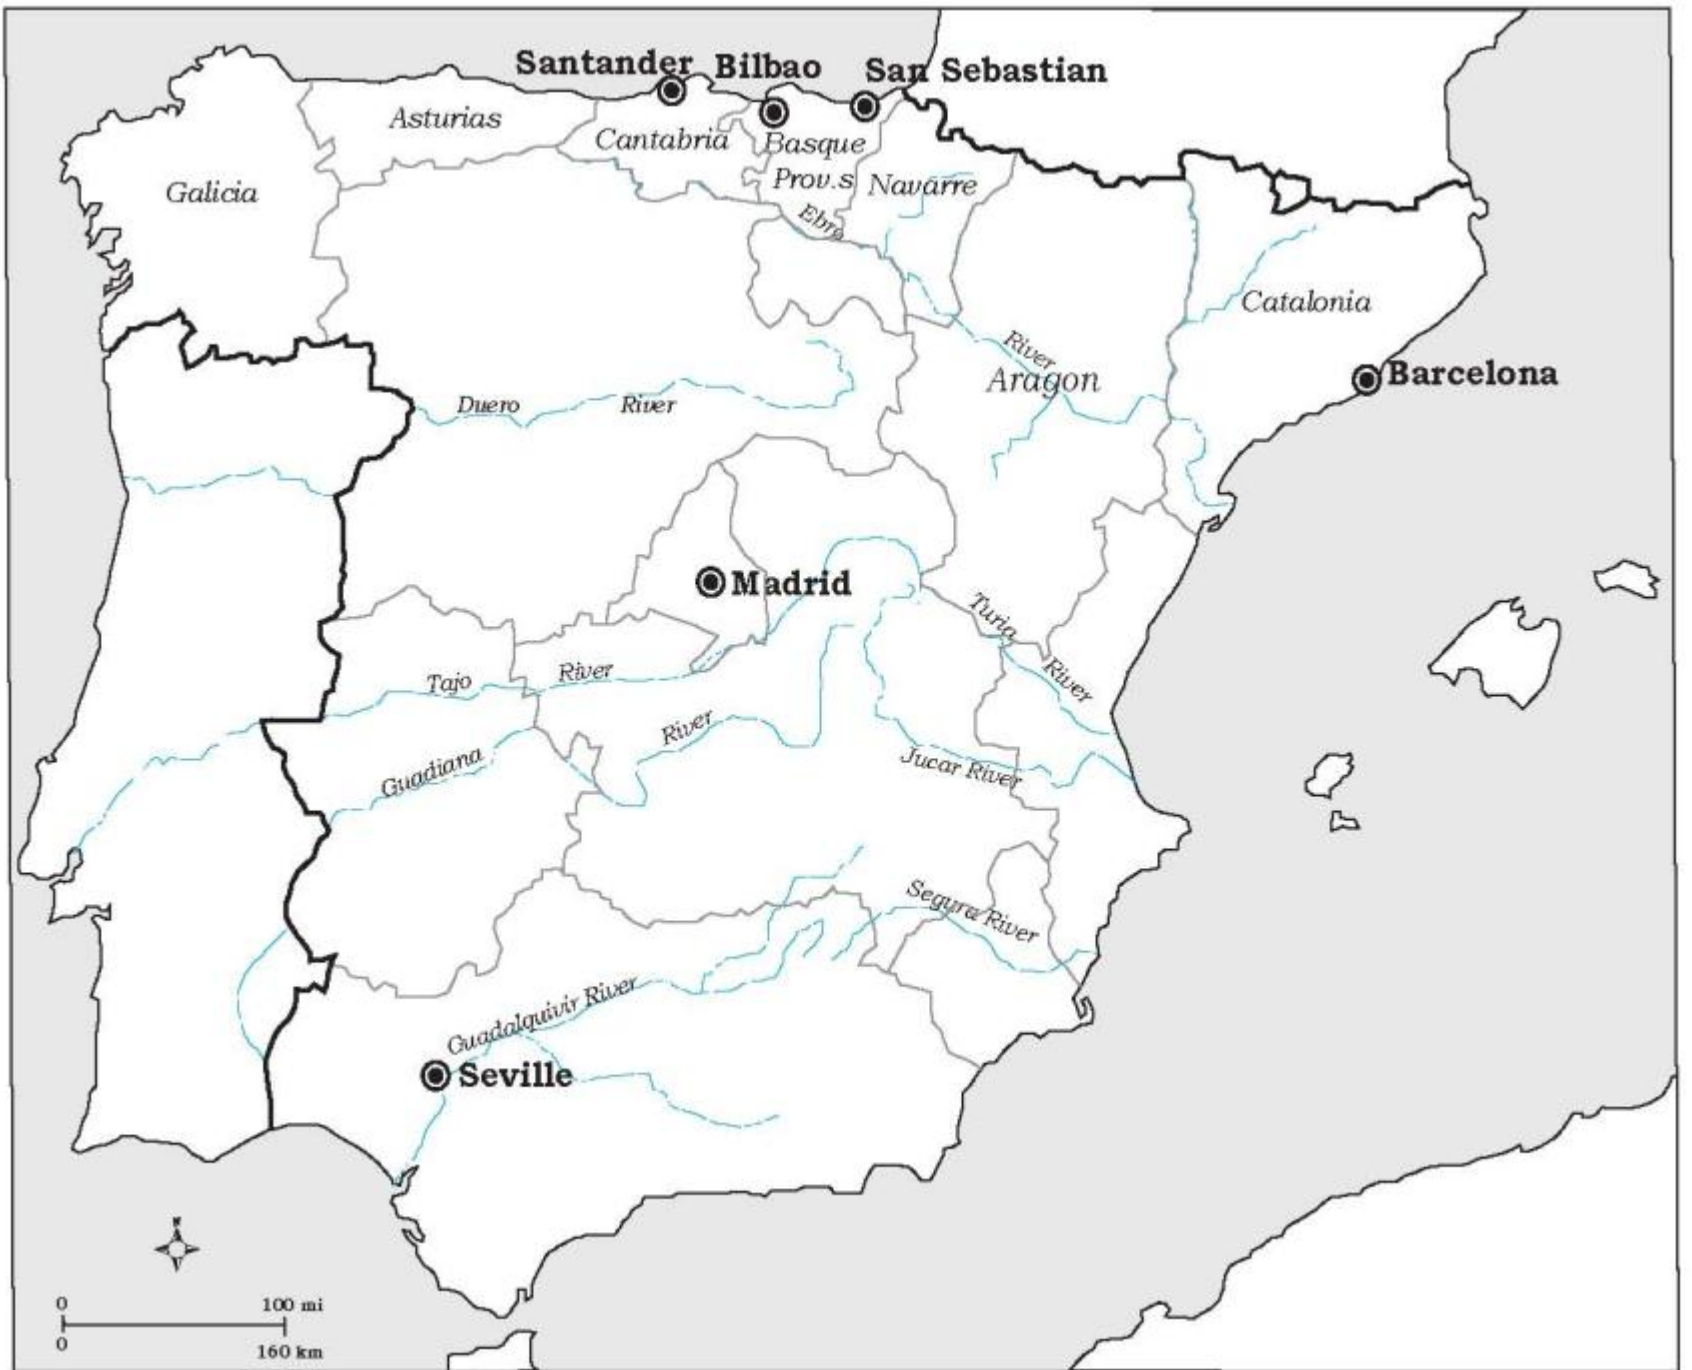 Santander
Bilbao
San Sebastian
Asturias
Cantabria
Basque
Prov.s
Navarre
Galicia
Ebro
River
Catalonia
Aragon
Barcelona
Duero
River
Madrid
Turia
River
Tajo
River
River
Guadiana
Jucar River
Segura River
Guadalquivir River
Seville
N
0
100 mi
0
160 km